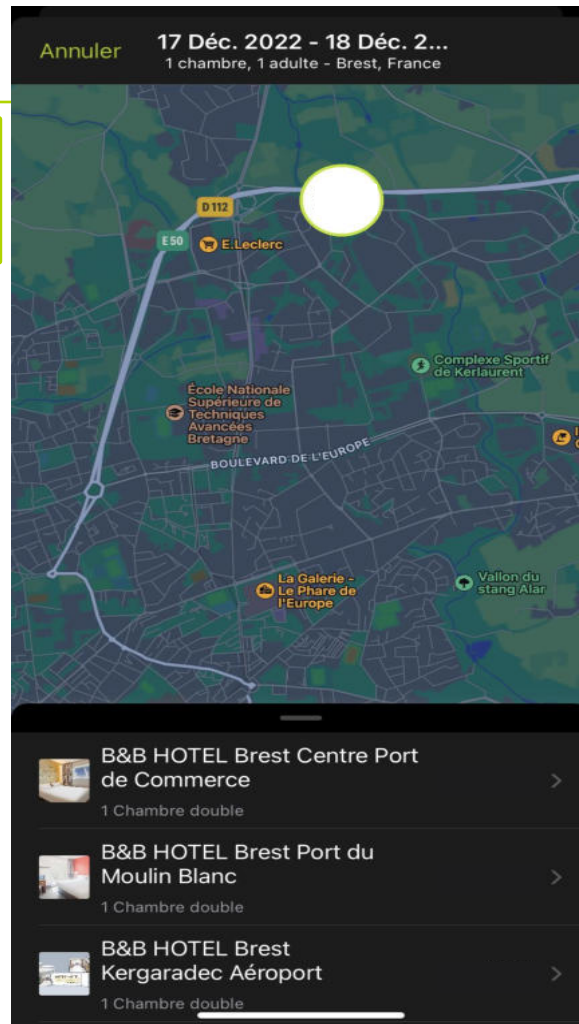 Annuler
17 Déc. 2022 - 18 Déc. 2...
1 chambre, 1 adulte - Brest, France
D 112
E 50
E.Leclerc
Complexe Sportif
de Kerlaurent
École Nationale
Supérieure de
Techniques
Avancées
Bretagne
BOULEVARD DE L'EUROPE
La Galerie -
Le Phare de
l'Europe
Vallon du
stang Alar
B&B HOTEL Brest Centre Port
de Commerce
1 Chambre double
B&B HOTEL Brest Port du
Moulin Blanc
1 Chambre double
B&B HOTEL Brest
Kergaradec Aéroport
1 Chambre double